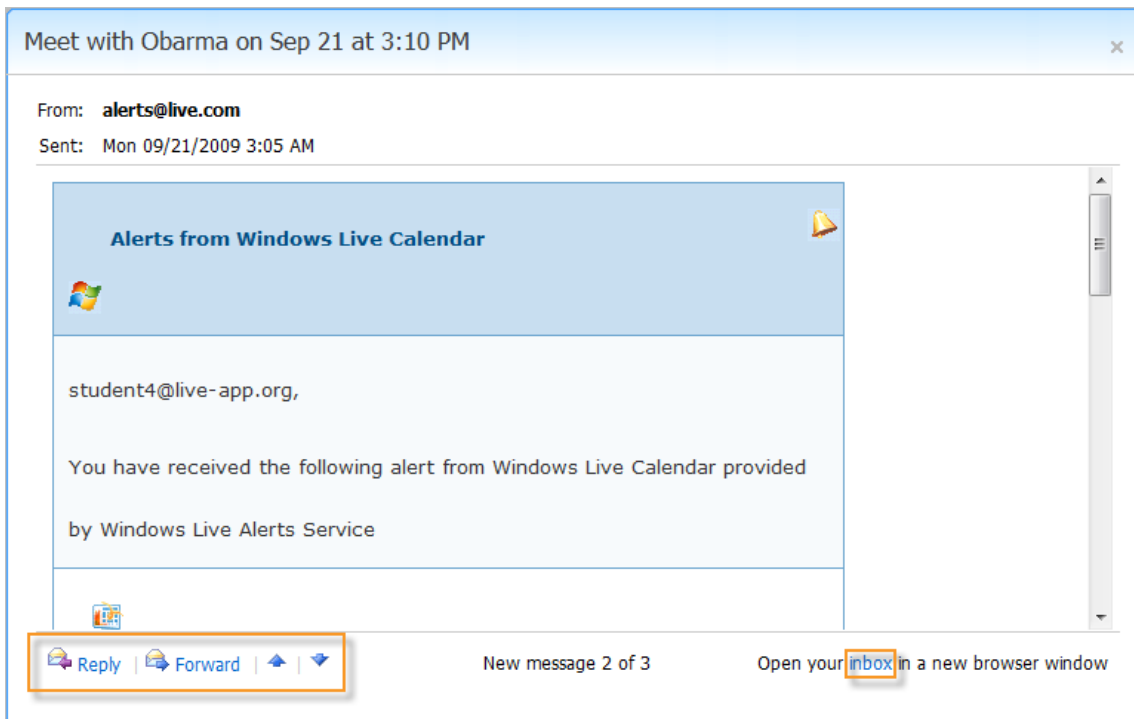 Meet with Obarma on Sep 21 at 3:10 PM
From: alerts@live.com
Sent: Mon 09/21/2009 3:05 AM
Alerts from Windows Live Calendar
student4@live-app.org,
You have received the following alert from Windows Live Calendar provided
by Windows Live Alerts Service
Reply | Forward | | New message 2 of 3 Open your inbox in a new browser window